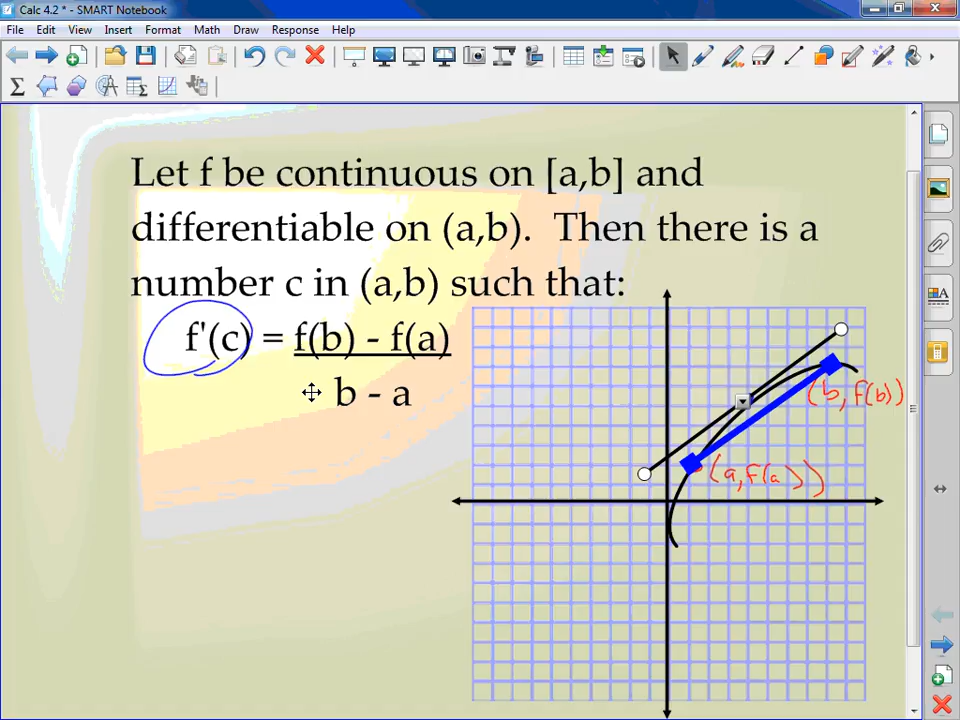 Calc 4.2 * - SMART Notebook
File Edit View Insert Format Math Draw Response Help
Let f be continuous on [a,b] and
differentiable on (a,b).  Then there is a
number c in (a,b) such that:
f'(c) = f(b) - f(a)
b - a
(b, f(b))
(a, f(a))